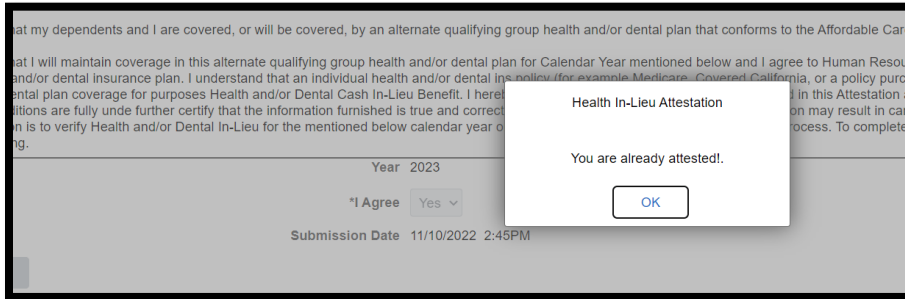 at my dependents and I are covered, or will be covered, by an alternate qualifying group health and/or dental plan that conforms to the Affordable Car
at I will maintain coverage in this alternate qualifying group health and/or dental plan for Calendar Year mentioned below and I agree to Human Resou
and/or dental insurance plan. I understand that an individual health and/or dental ins policy (for example Medicare, Covered California, or a policy purc
ental plan coverage for purposes Health and/or Dental Cash In-Lieu Benefit. I hereb d in this Attestation a
ditions are fully unde further certify that the information furnished is true and correct on may result in can
on is to verify Health and/or Dental In-Lieu for the mentioned below calendar year o rocess. To complete
ng.
Health In-Lieu Attestation
You are already attested!.
OK
Year 2023
*I Agree Yes
Submission Date 11/10/2022 2:45PM